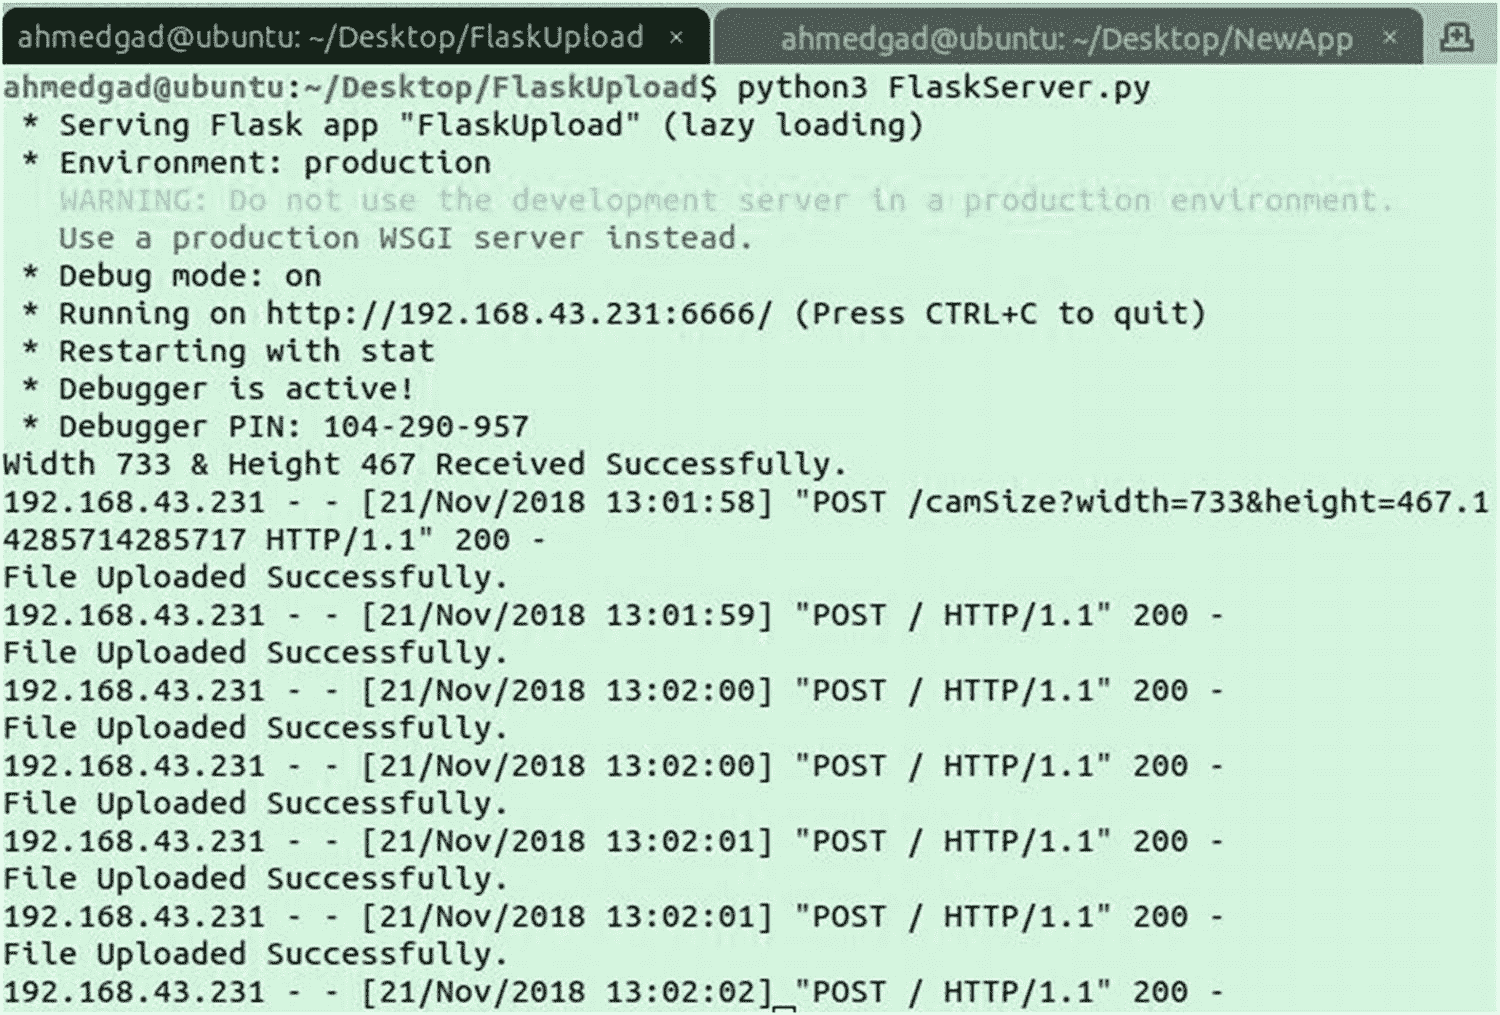 ahmedgad@ubuntu: ~/Desktop/FlaskUpload × ahmedgad@ubuntu: ~/Desktop/NewApp ×
ahmedgad@ubuntu:~/Desktop/FlaskUpload$ python3 FlaskServer.py
 * Serving Flask app "FlaskUpload" (lazy loading)
 * Environment: production
   WARNING: Do not use the development server in a production environment.
   Use a production WSGI server instead.
 * Debug mode: on
 * Running on http://192.168.43.231:6666/ (Press CTRL+C to quit)
 * Restarting with stat
 * Debugger is active!
 * Debugger PIN: 104-290-957
Width 733 & Height 467 Received Successfully.
192.168.43.231 - - [21/Nov/2018 13:01:58] "POST /camSize?width=733&height=467.1
4285714285717 HTTP/1.1" 200 -
File Uploaded Successfully.
192.168.43.231 - - [21/Nov/2018 13:01:59] "POST / HTTP/1.1" 200 -
File Uploaded Successfully.
192.168.43.231 - - [21/Nov/2018 13:02:00] "POST / HTTP/1.1" 200 -
File Uploaded Successfully.
192.168.43.231 - - [21/Nov/2018 13:02:00] "POST / HTTP/1.1" 200 -
File Uploaded Successfully.
192.168.43.231 - - [21/Nov/2018 13:02:01] "POST / HTTP/1.1" 200 -
File Uploaded Successfully.
192.168.43.231 - - [21/Nov/2018 13:02:01] "POST / HTTP/1.1" 200 -
File Uploaded Successfully.
192.168.43.231 - - [21/Nov/2018 13:02:02] "POST / HTTP/1.1" 200 -